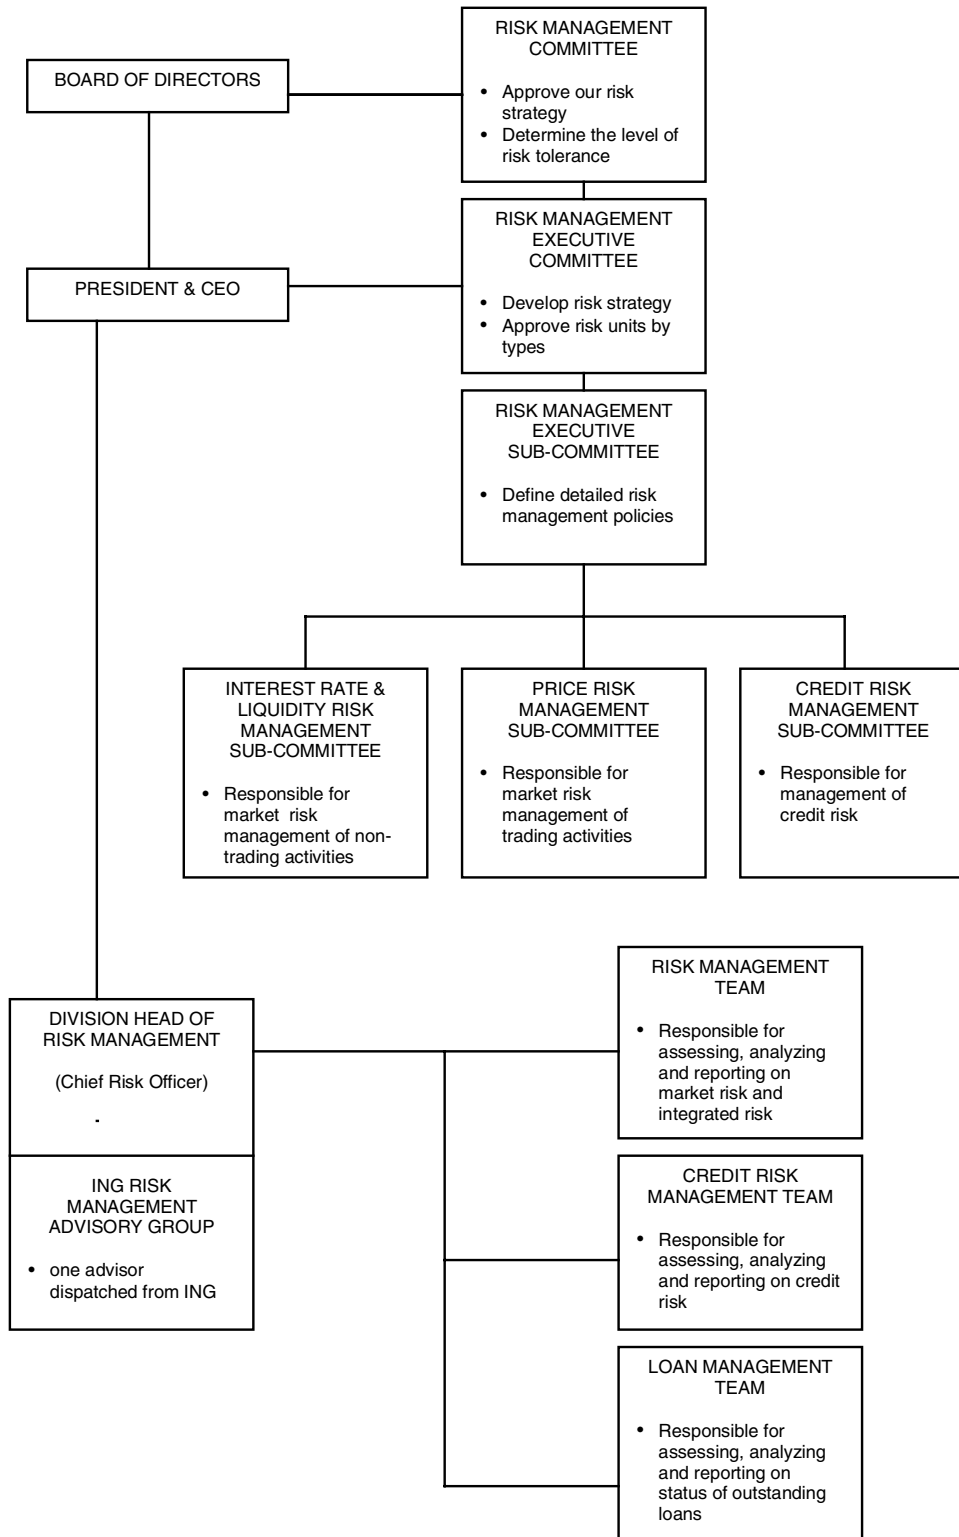 RISK MANAGEMENT
COMMITTEE
• Approve our risk
strategy
• Determine the level of
risk tolerance
BOARD OF DIRECTORS
RISK MANAGEMENT
EXECUTIVE
COMMITTEE
• Develop risk strategy
• Approve risk units by
types
PRESIDENT & CEO
RISK MANAGEMENT
EXECUTIVE
SUB-COMMITTEE
• Define detailed risk
management policies
INTEREST RATE &
LIQUIDITY RISK
MANAGEMENT
SUB-COMMITTEE
• Responsible for
market risk
management of non-
trading activities
PRICE RISK
MANAGEMENT
SUB-COMMITTEE
• Responsible for
market risk
management of
trading activities
CREDIT RISK
MANAGEMENT
SUB-COMMITTEE
• Responsible for
management of
credit risk
DIVISION HEAD OF
RISK MANAGEMENT
(Chief Risk Officer)
.
ING RISK
MANAGEMENT
ADVISORY GROUP
• one advisor
dispatched from ING
RISK MANAGEMENT
TEAM
• Responsible for
assessing, analyzing
and reporting on
market risk and
integrated risk
CREDIT RISK
MANAGEMENT TEAM
• Responsible for
assessing, analyzing
and reporting on credit
risk
LOAN MANAGEMENT
TEAM
• Responsible for
assessing, analyzing
and reporting on
status of outstanding
loans